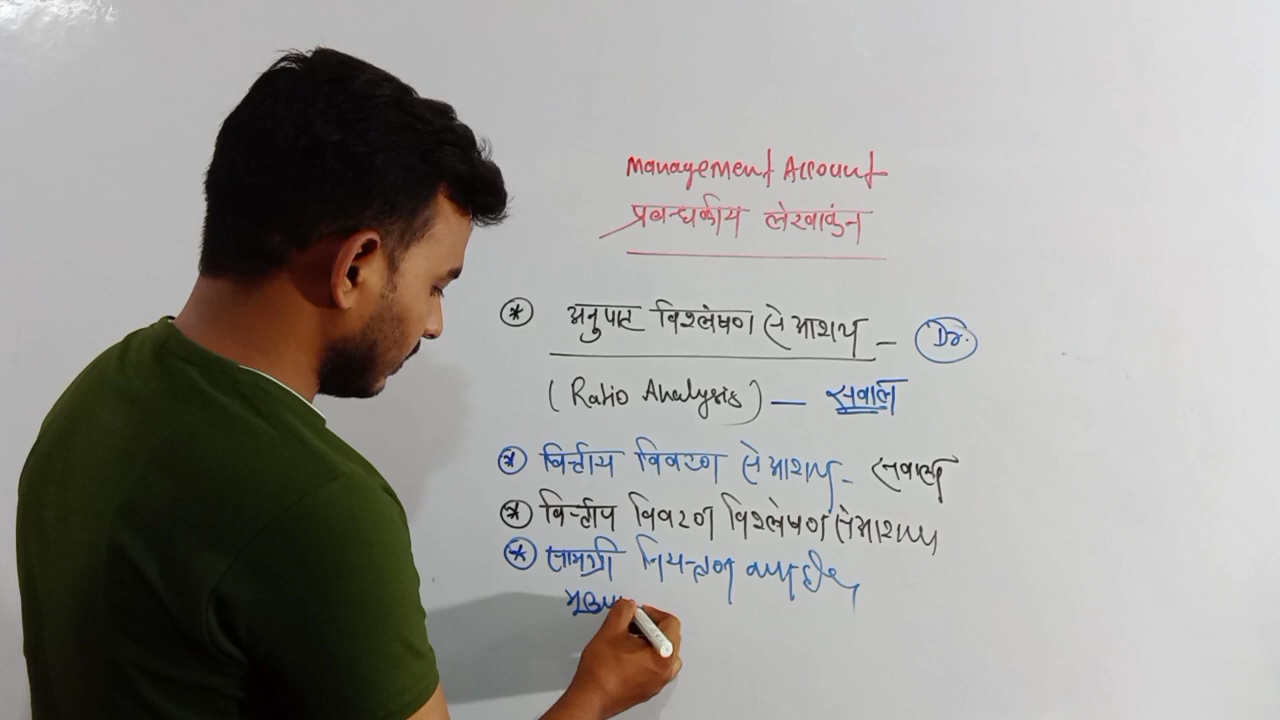 Management Account
प्रबन्धकीय लेखांकन
* अनुपात विश्लेषण से आशय - Dr.
(Ratio Analysis) - सवाल
* वित्तीय विवरण से आशय - सवाल
* वित्तीय विवरण विश्लेषण से आशय
* सामग्री नियन्त्रण क्या है,